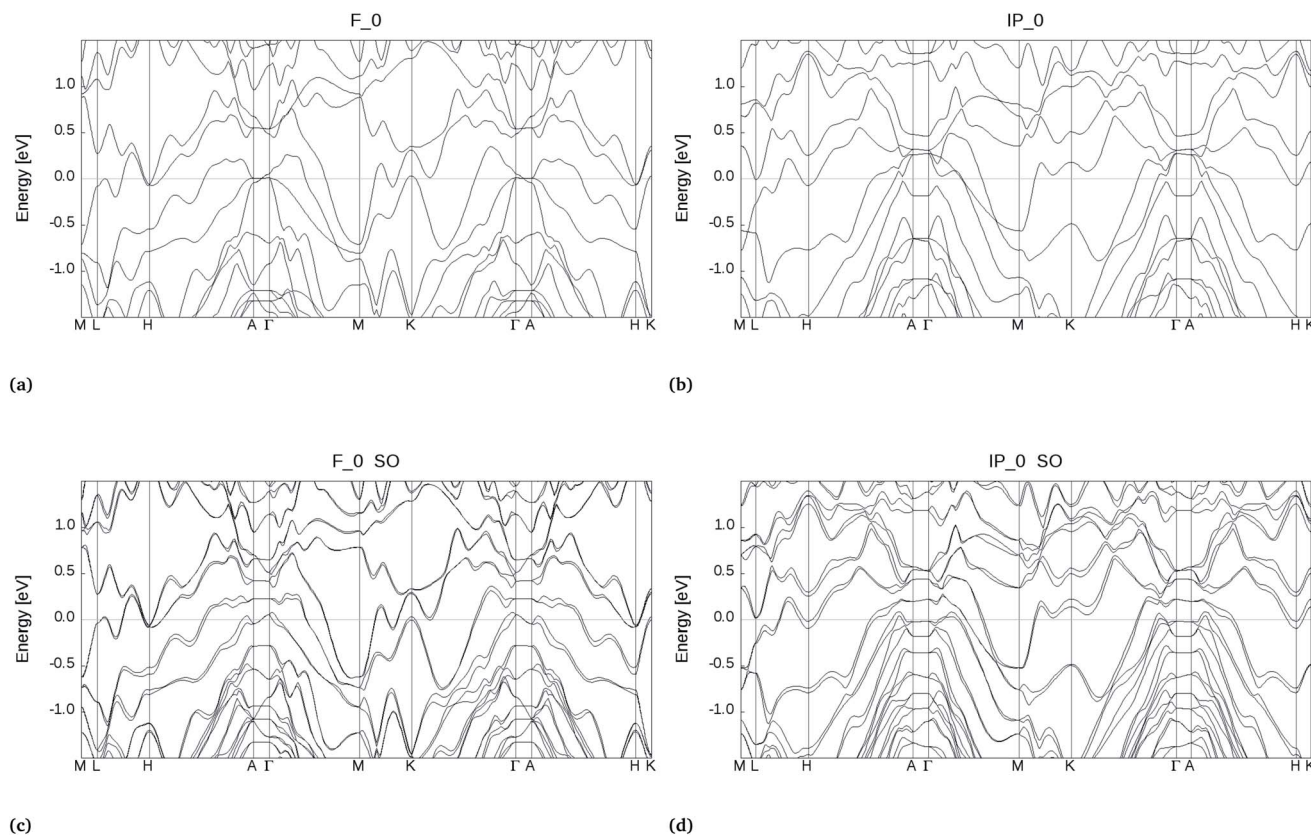 F_0
Energy [eV]
1.0
0.5
0.0
-0.5
-1.0
M L H A Γ M K Γ A H K
(a)
IP_0
Energy [eV]
1.0
0.5
0.0
-0.5
-1.0
M L H A Γ M K Γ A H K
(b)
F_0 SO
Energy [eV]
1.0
0.5
0.0
-0.5
-1.0
M L H A Γ M K Γ A H K
(c)
IP_0 SO
Energy [eV]
1.0
0.5
0.0
-0.5
-1.0
M L H A Γ M K Γ A H K
(d)